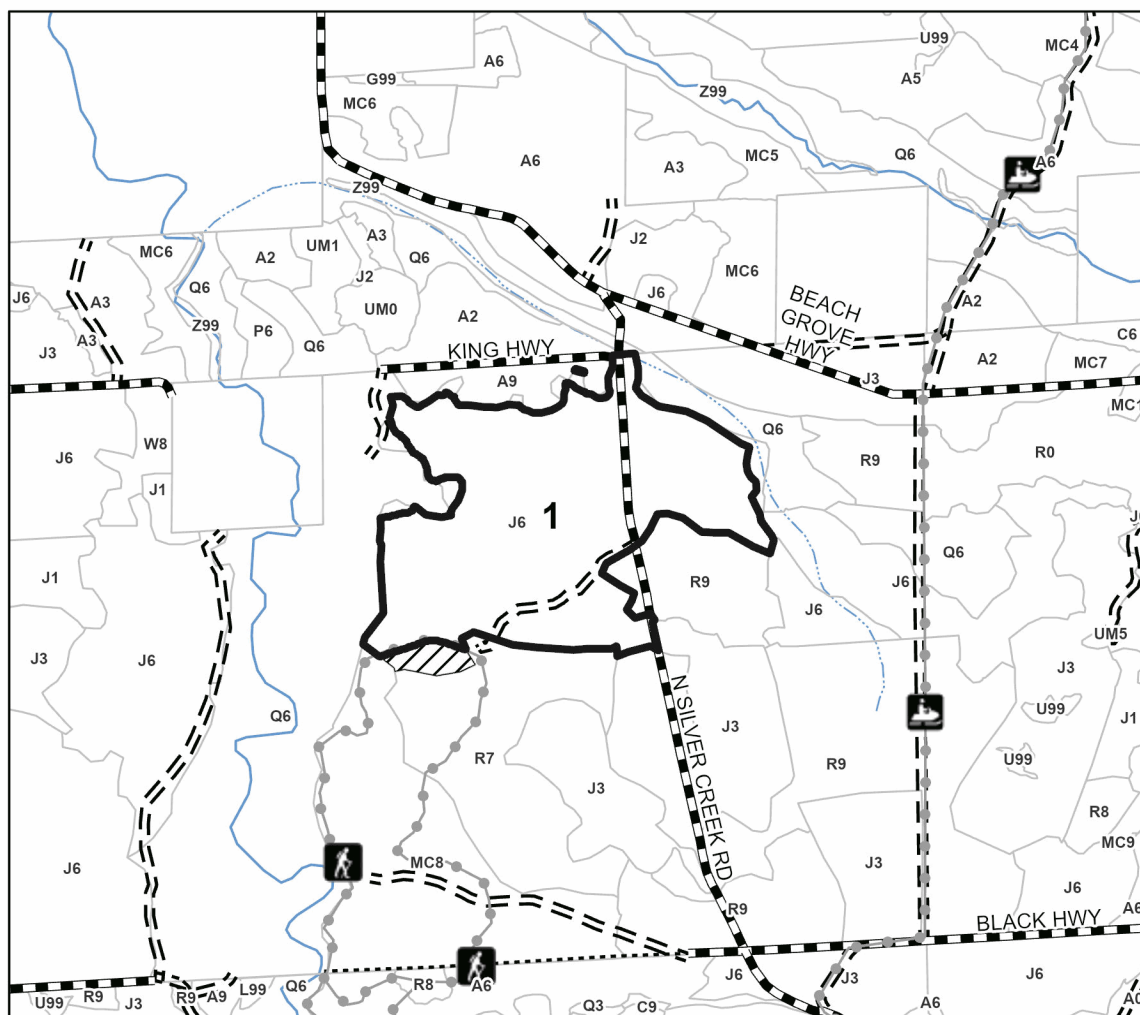 U99
MC4
A6
G99
A5
Z99
MC6
A6
A3
MC5
Q6
A6
Z99
UM1
A3
J2
MC6
A2
Q6
J2
MC6
Q6
J6
J6
A3
UM0
A2
BEACH
GROVE
HWY
A2
Z99
P6
Q6
A3
J3
KING HWY
C6
A2
MC7
A9
J3
MC1
Q6
W8
J6
R9
R0
J1
J6
1
Q6
J1
R9
J6
J6
UM5
J3
J6
J3
N SILVER CREEK RD
U99
J1
Q6
J3
R7
R9
U99
J3
R8
MC9
J6
MC8
J3
J6
R9
A6
BLACK HWY
J6
J3
J6
U99
R9
J3
R9
A9
L99
Q6
R8
A6
Q3
C9
A6
A0